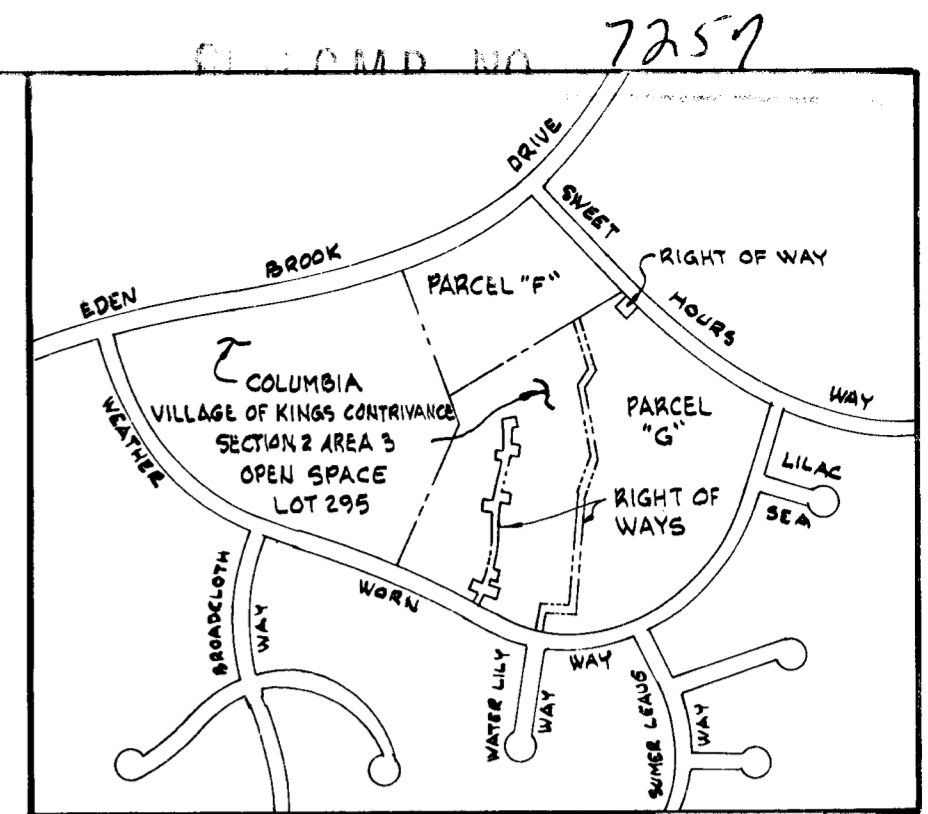 7257
DRIVE
SWEET
RIGHT OF WAY
BROOK
PARCEL "F"
EDEN
HOURS
COLUMBIA
VILLAGE OF KINGS CONTRIVANCE
SECTION 2 AREA 3
OPEN SPACE
LOT 295
PARCEL
"G"
WAY
WEATHER
LILAC
SEA
RIGHT OF
WAYS
WORN
BROADCLOTH
WAY
WAY
WATER LILY
WAY
SUMER LEAUG
WAY